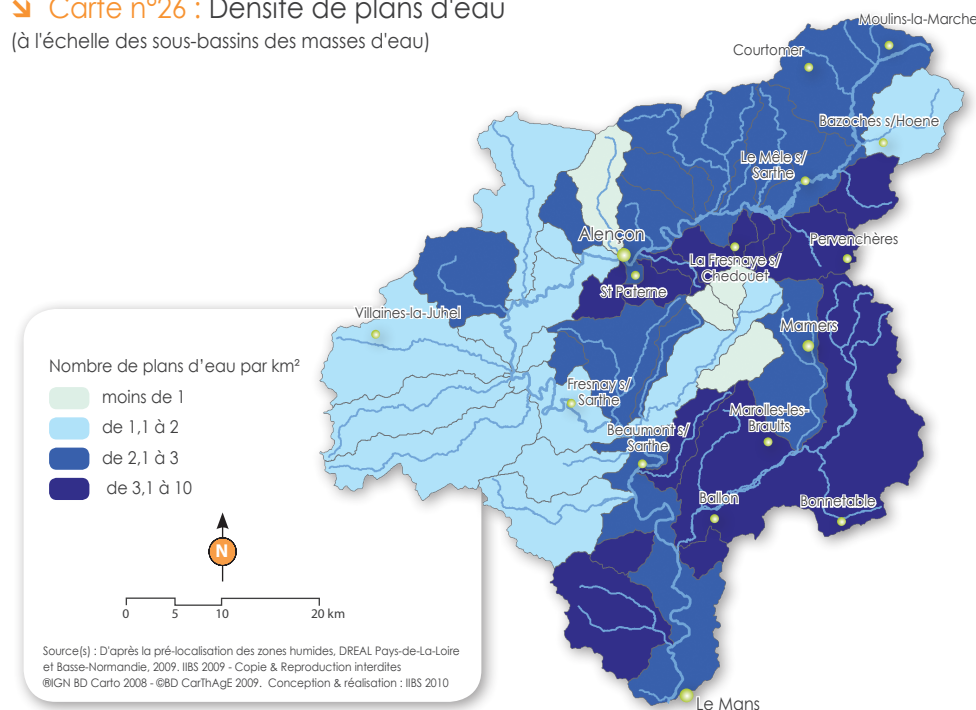 ↘ Carte n°26 : Densité de plans d'eau
(à l'échelle des sous-bassins des masses d'eau)
Moulins-la-Marche
Courtomer
Bazoches s/Hoene
Le Mêle s/
Sarthe
Alençon
Pervenchères
La Fresnaye s/
Chedouet
St Paterne
Villaines-la-Juhel
Mamers
Fresnay s/
Sarthe
Marolles-les-
Braults
Beaumont s/
Sarthe
Ballon
Bonnetable
Le Mans
Nombre de plans d'eau par km²
moins de 1
de 1,1 à 2
de 2,1 à 3
de 3,1 à 10
N
0 5 10 20 km
Source(s) : D'après la pré-localisation des zones humides, DREAL Pays-de-La-Loire
et Basse-Normandie, 2009. IIBS 2009 - Copie & Reproduction interdites
®IGN BD Carto 2008 - ©BD CarThAgE 2009. Conception & réalisation : IIBS 2010